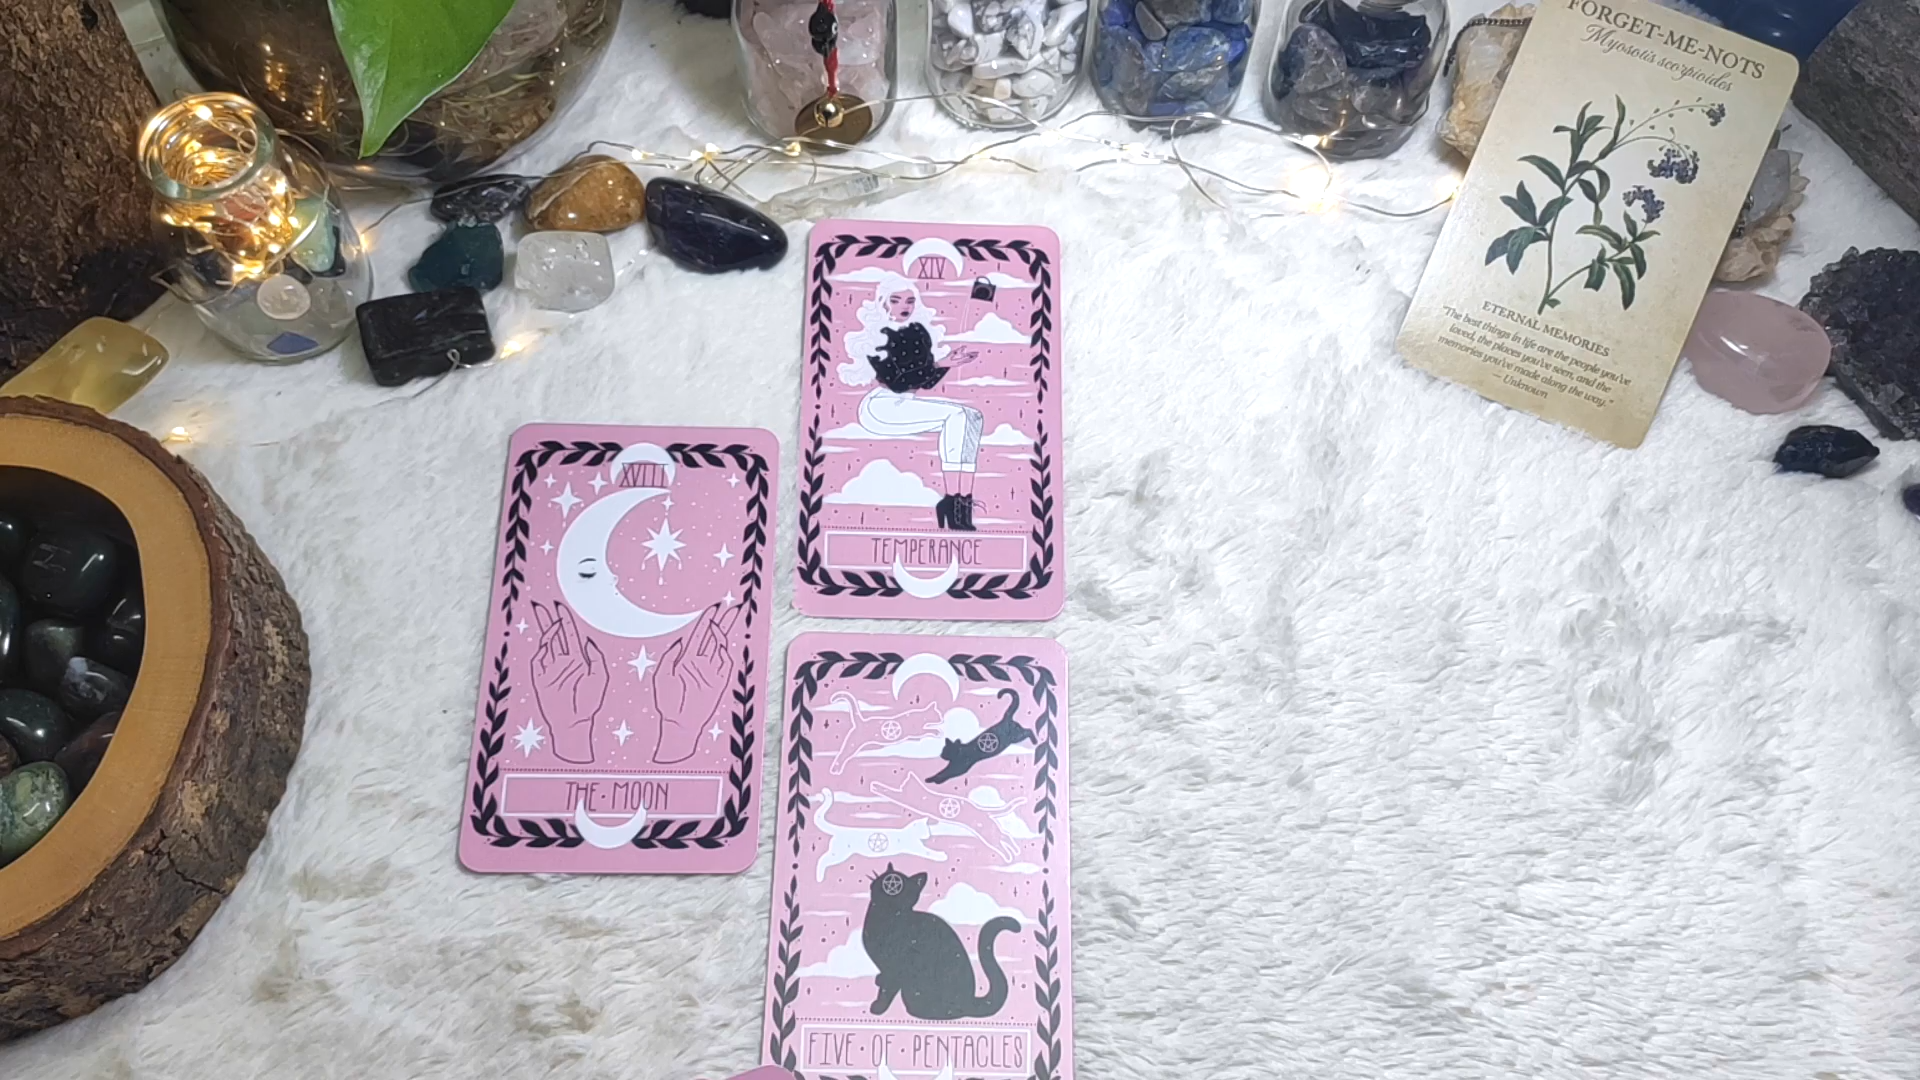 FORGET-ME-NOTS
Myosotis scorpioides
ETERNAL MEMORIES
"The best things in life are the people you've
loved, the places you've seen, and the
memories you've made along the way."
— Unknown
XIV
TEMPERANCE
XVIII
THE·MOON
FIVE·OF·PENTACLES